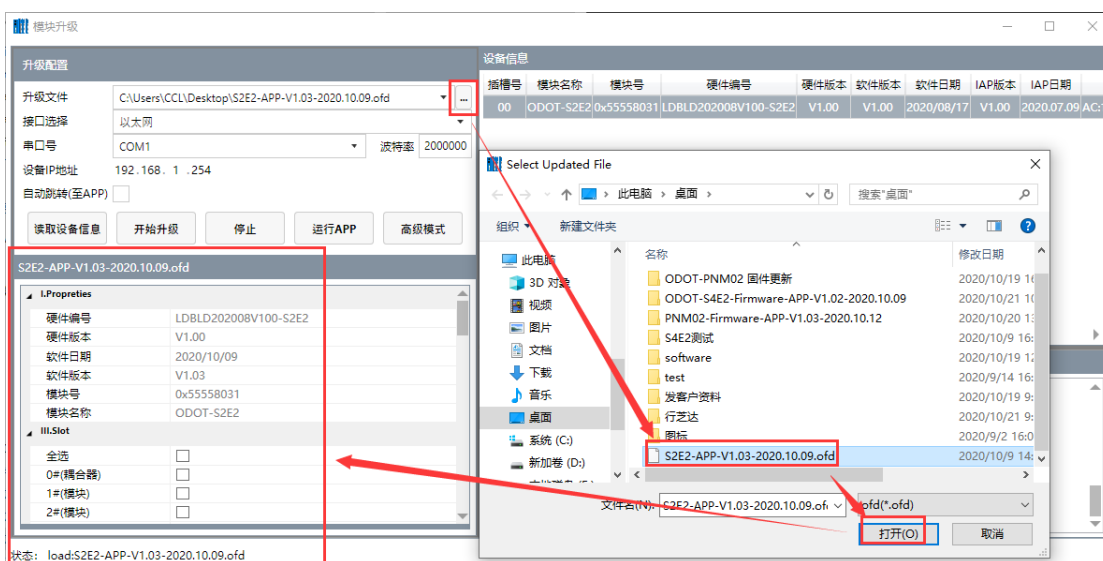 模块升级
升级配置
升级文件 C:\Users\CCL\Desktop\S2E2-APP-V1.03-2020.10.09.ofd ...
接口选择 以太网
串口号 COM1 波特率 2000000
设备IP地址 192.168. 1 .254
自动跳转(至APP)
读取设备信息 开始升级 停止 运行APP 高级模式
S2E2-APP-V1.03-2020.10.09.ofd
I.Propreties
硬件编号 LDBLD202008V100-S2E2
硬件版本 V1.00
软件日期 2020/10/09
软件版本 V1.03
模块号 0x55558031
模块名称 ODOT-S2E2
III.Slot
全选
0#(耦合器)
1#(模块)
2#(模块)
状态: load:S2E2-APP-V1.03-2020.10.09.ofd
设备信息
插槽号 模块名称 模块号 硬件编号 硬件版本 软件版本 软件日期 IAP版本 IAP日期
00 ODOT-S2E2 0x55558031 LDBLD202008V100-S2E2 V1.00 V1.00 2020/08/17 V1.00 2020.07.09 AC:
Select Updated File
此电脑 › 桌面 ›
搜索"桌面"
组织 新建文件夹
此电脑
3D 对象
视频
图片
文档
下载
音乐
桌面
系统 (C:)
新加卷 (D:)
名称 修改日期
ODOT-PNM02 固件更新 2020/10/19 16
ODOT-S4E2-Firmware-APP-V1.02-2020.10.09 2020/10/21 10
PNM02-Firmware-APP-V1.03-2020.10.12 2020/10/20 13
S4E2测试 2020/10/9 16:
software 2020/10/19 12
test 2020/9/14 16:
发客户资料 2020/10/19 9:
行芝达 2020/10/21 9:
图标 2020/9/2 16:0
S2E2-APP-V1.03-2020.10.09.ofd 2020/10/9 14:
文件名(N): S2E2-APP-V1.03-2020.10.09.of ofd(*.ofd)
打开(O) 取消